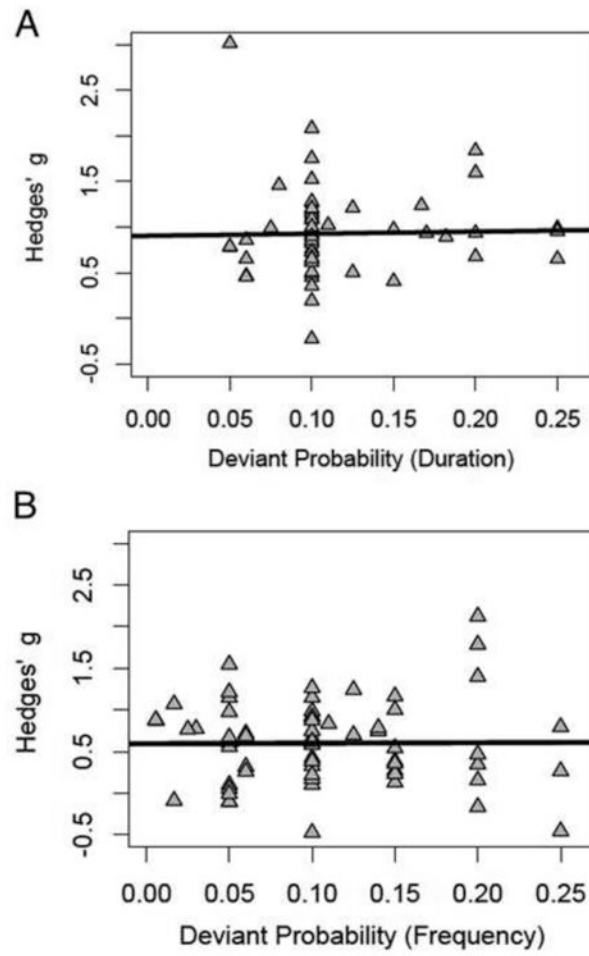 A
Hedges' g
2.5
1.5
0.5
-0.5
0.00 0.05 0.10 0.15 0.20 0.25
Deviant Probability (Duration)
B
Hedges' g
2.5
1.5
0.5
-0.5
0.00 0.05 0.10 0.15 0.20 0.25
Deviant Probability (Frequency)